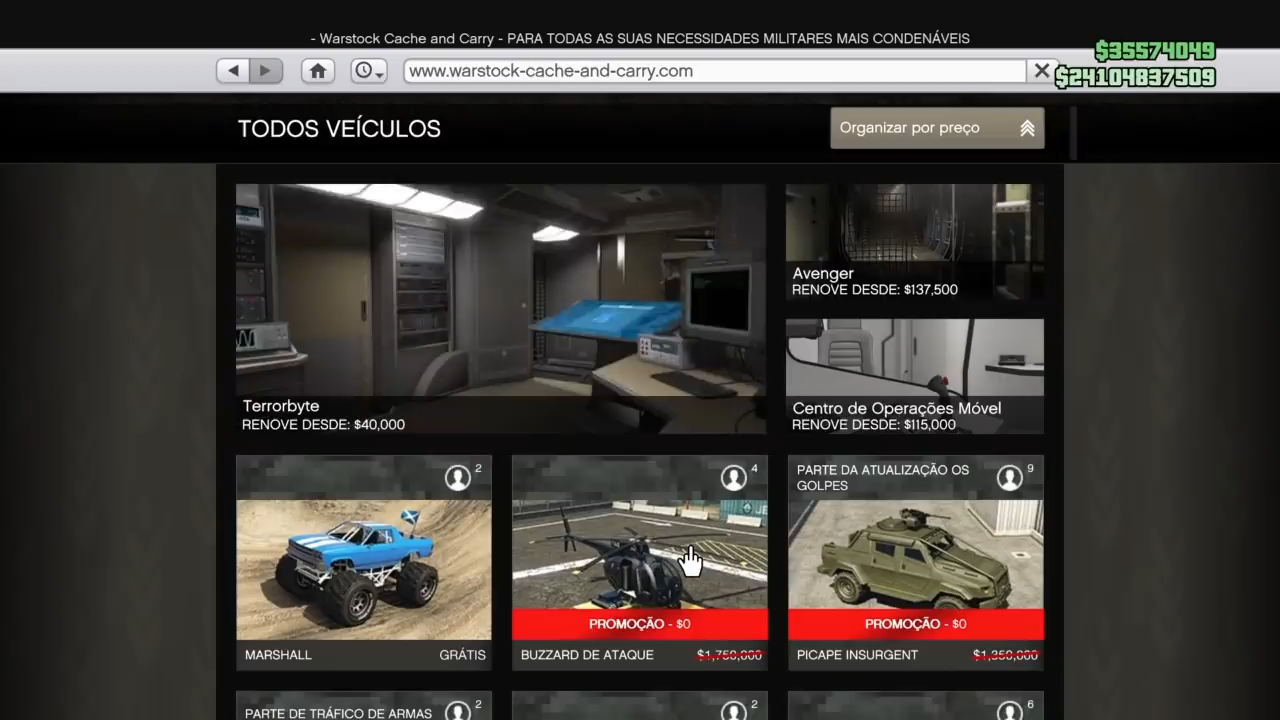 - Warstock Cache and Carry - PARA TODAS AS SUAS NECESSIDADES MILITARES MAIS CONDENÁVEIS
$35574049
www.warstock-cache-and-carry.com
$24104837509
TODOS VEÍCULOS
Organizar por preço
Avenger
RENOVE DESDE: $137,500
Terrorbyte
RENOVE DESDE: $40,000
Centro de Operações Móvel
RENOVE DESDE: $115,000
2
4
PARTE DA ATUALIZAÇÃO OS
GOLPES
9
PROMOÇÃO - $0
PROMOÇÃO - $0
MARSHALL
GRÁTIS
BUZZARD DE ATAQUE
$1,750,000
PICAPE INSURGENT
$1,350,000
PARTE DE TRÁFICO DE ARMAS
2
2
6